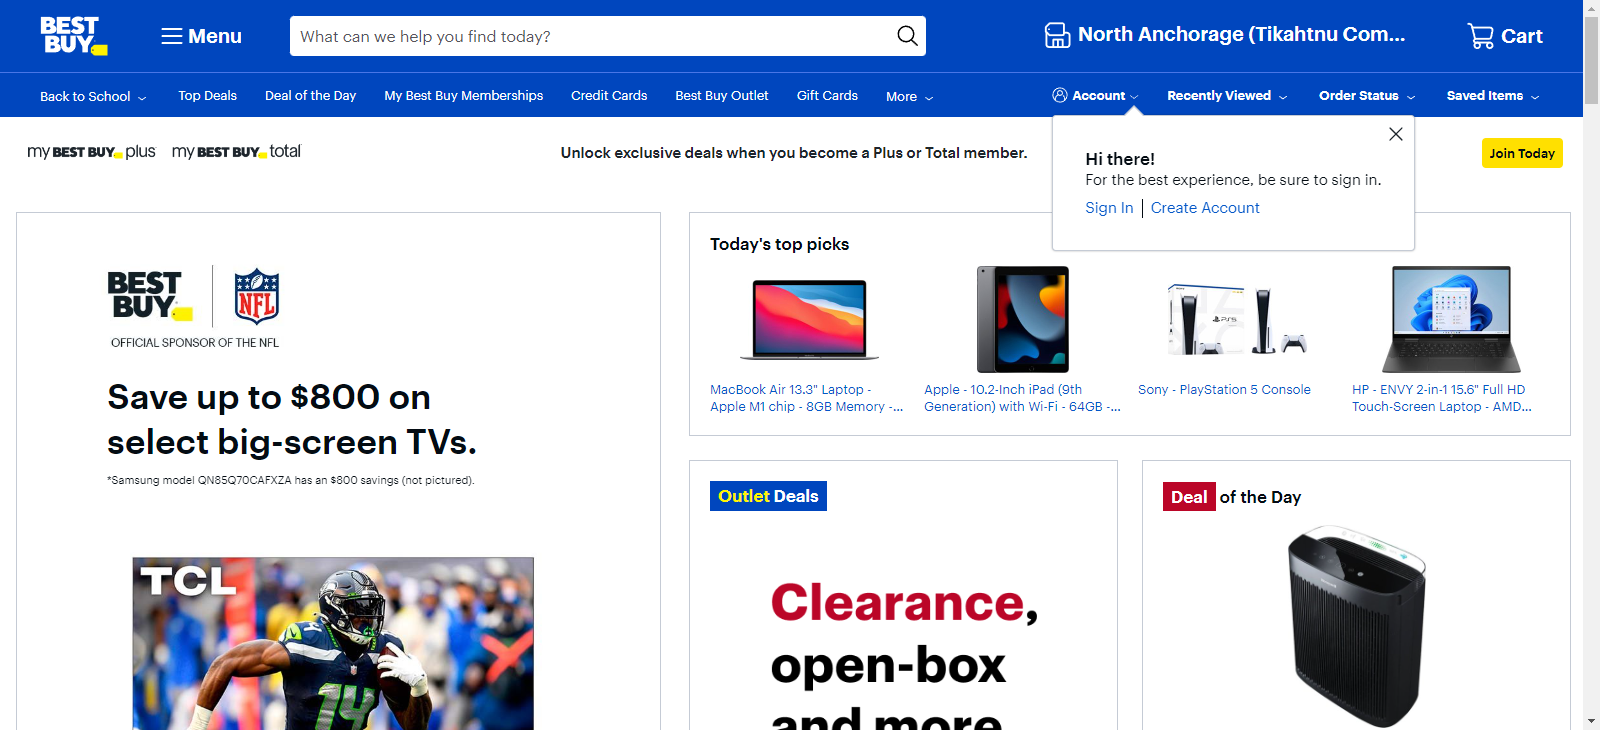 BEST BUY
Menu
What can we help you find today?
North Anchorage (Tikahtnu Com...
Cart
Back to School
Top Deals
Deal of the Day
My Best Buy Memberships
Credit Cards
Best Buy Outlet
Gift Cards
More
Account
Recently Viewed
Order Status
Saved Items
my BEST BUY plus
my BEST BUY total
Unlock exclusive deals when you become a Plus or Total member.
Join Today
Hi there!
For the best experience, be sure to sign in.
Sign In
Create Account
BEST BUY
NFL
OFFICIAL SPONSOR OF THE NFL
Save up to $800 on
select big-screen TVs.
*Samsung model QN85Q70CAFXZA has an $800 savings (not pictured).
TCL
14
Today's top picks
PS5
MacBook Air 13.3" Laptop -
Apple M1 chip - 8GB Memory -...
Apple - 10.2-Inch iPad (9th
Generation) with Wi-Fi - 64GB -...
Sony - PlayStation 5 Console
HP - ENVY 2-in-1 15.6" Full HD
Touch-Screen Laptop - AMD...
Outlet Deals
Clearance,
open-box
and more
Deal of the Day